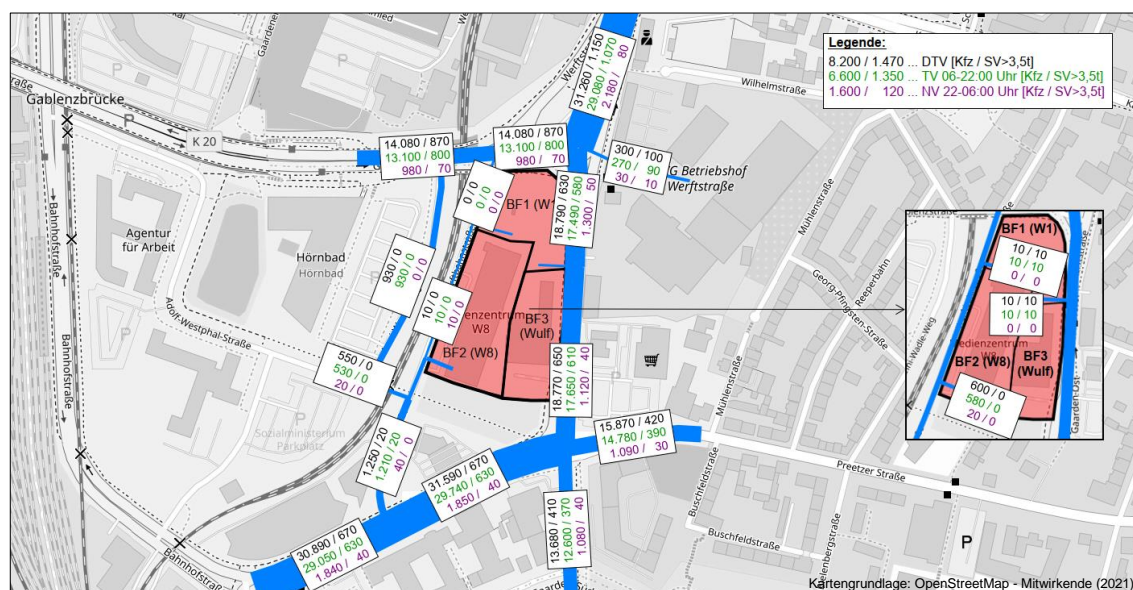 Legende:
8.200 / 1.470 ... DTV [Kfz / SV>3,5t]
6.600 / 1.350 ... TV 06-22:00 Uhr [Kfz / SV>3,5t]
1.600 / 120 ... NV 22-06:00 Uhr [Kfz / SV>3,5t]
Gablenzbrücke
P
K 20
Werftstr
Wilhelmstraße
31.260 / 1.150
29.080 / 1.070
2.180 / 80
14.080 / 870
13.100 / 800
980 / 70
14.080 / 870
13.100 / 800
980 / 70
300 / 100
270 / 90
30 / 10
G Betriebshof
Werftstraße
0 / 0
0 / 0
0 / 0
BF1 (W1
18.790 / 630
17.490 / 580
1.300 / 50
Mühlenstraße
Agentur
für Arbeit
Hörnbad
Hörnbad
Bahnhofstraße
Bahnhofstraße
Adolf-Westphal-Straße
930 / 0
930 / 0
0 / 0
10 / 0
10 / 0
10 / 0
dienzentrum
W8
BF3
(Wulf)
BF2 (W8)
Georg-Pfingsten-Straße
Reeperbahn
550 / 0
530 / 0
20 / 0
18.770 / 650
17.650 / 610
1.120 / 40
Mühlenstraße
BF1 (W1)
10 / 10
10 / 10
0 / 0
10 / 10
10 / 10
0 / 0
edienzentrum
W8
BF2 (W8)
BF3
(Wulf)
600 / 0
580 / 0
20 / 0
Gaarden-Ost
Sozialministerium
Parkplatz
P
1.250 / 20
1.210 / 20
40 / 0
31.590 / 670
29.740 / 630
1.850 / 40
15.870 / 420
14.780 / 390
1.090 / 30
Preetzer Straße
Buschfeldstraße
Buschfeldstraße
13.680 / 410
12.600 / 370
1.080 / 40
30.890 / 670
29.050 / 630
1.840 / 40
Bahnhofstraße
P
Kartengrundlage: OpenStreetMap - Mitwirkende (2021)